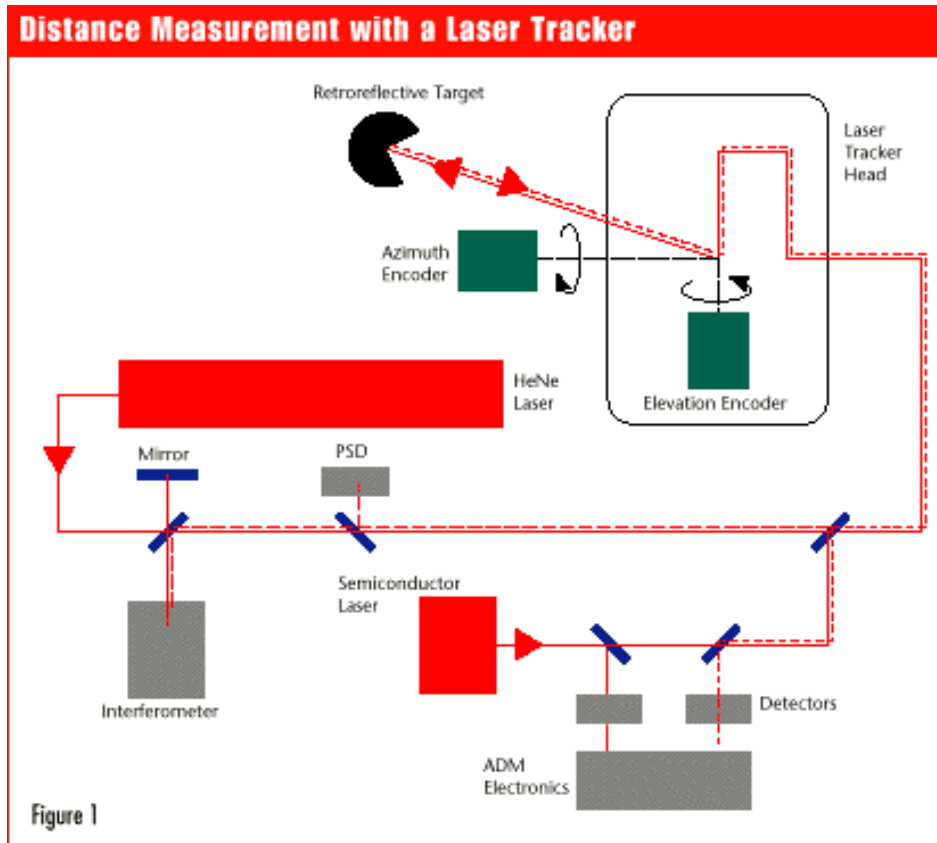 Distance Measurement with a Laser Tracker
Retroreflective Target
Laser
Tracker
Head
Azimuth
Encoder
HeNe
Laser
Elevation Encoder
Mirror
PSD
Semiconductor
Laser
Interferometer
Detectors
ADM
Electronics
Figure 1